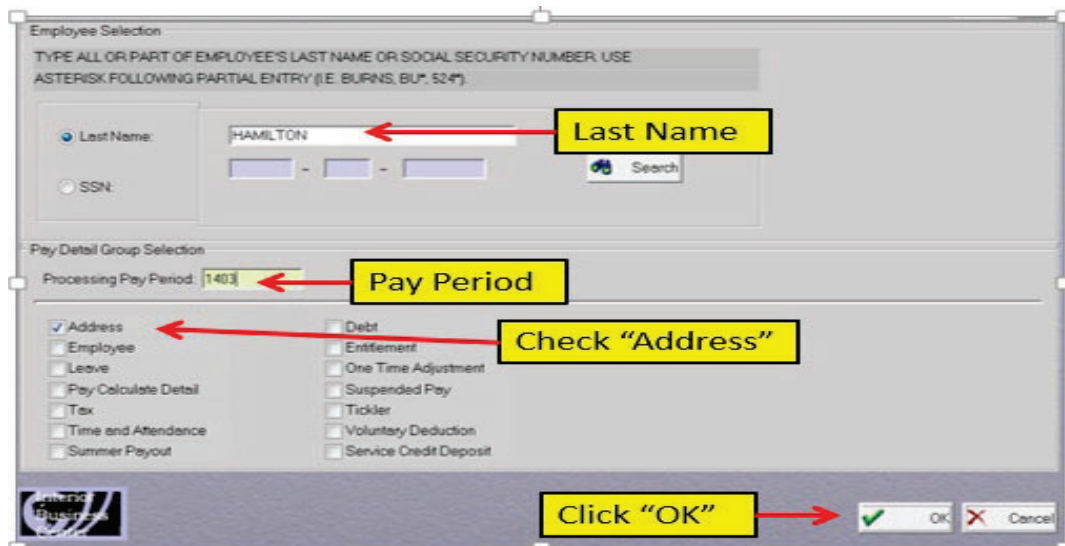 Employee Selection
TYPE ALL OR PART OF EMPLOYEE'S LAST NAME OR SOCIAL SECURITY NUMBER. USE
ASTERISK FOLLOWING PARTIAL ENTRY (I.E. BURNS, BU*, 524*).
Last Name: HAMILTON Last Name
- - Search
SSN:
Pay Detail Group Selection
Processing Pay Period: 1403 Pay Period
Address Debt
Check “Address”
Employee Entitlement
Leave One Time Adjustment
Pay Calculate Detail Suspended Pay
Tax Tickler
Time and Attendance Voluntary Deduction
Summer Payout Service Credit Deposit
Interior
Business
Click “OK” OK Cancel